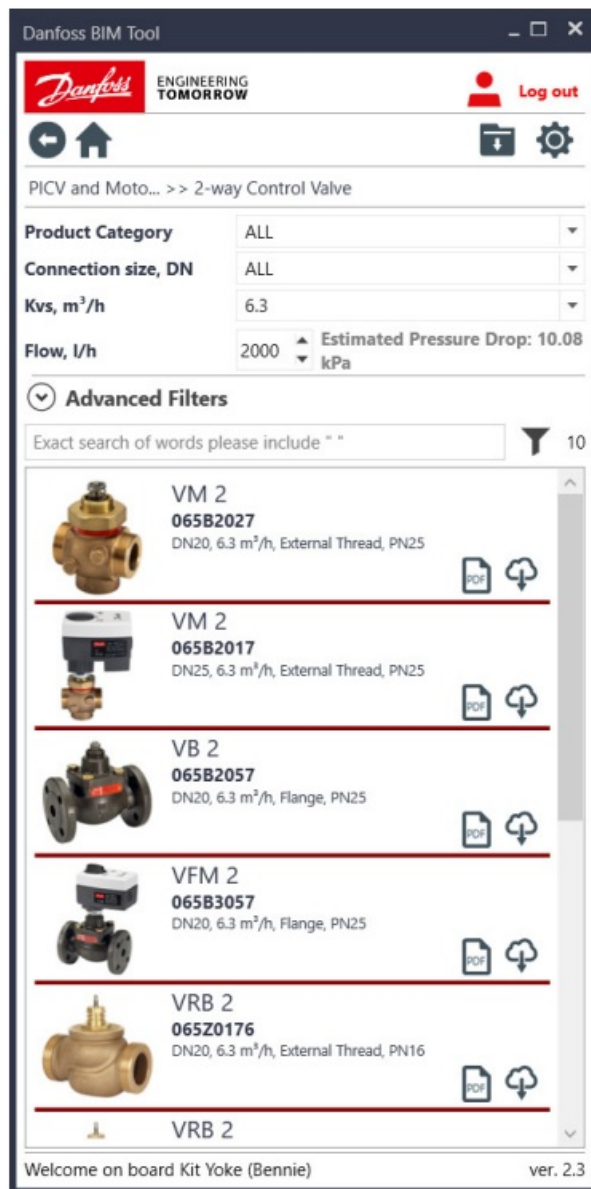 Danfoss BIM Tool
Danfoss
ENGINEERING
TOMORROW
Log out
PICV and Moto... >> 2-way Control Valve
Product Category ALL
Connection size, DN ALL
Kvs, m³/h 6.3
Flow, l/h 2000 Estimated Pressure Drop: 10.08
kPa
Advanced Filters
Exact search of words please include " " 10
VM 2
065B2027
DN20, 6.3 m³/h, External Thread, PN25
PDF
VM 2
065B2017
DN25, 6.3 m³/h, External Thread, PN25
PDF
VB 2
065B2057
DN20, 6.3 m³/h, Flange, PN25
PDF
VFM 2
065B3057
DN20, 6.3 m³/h, Flange, PN25
PDF
VRB 2
065Z0176
DN20, 6.3 m³/h, External Thread, PN16
PDF
VRB 2
Welcome on board Kit Yoke (Bennie) ver. 2.3